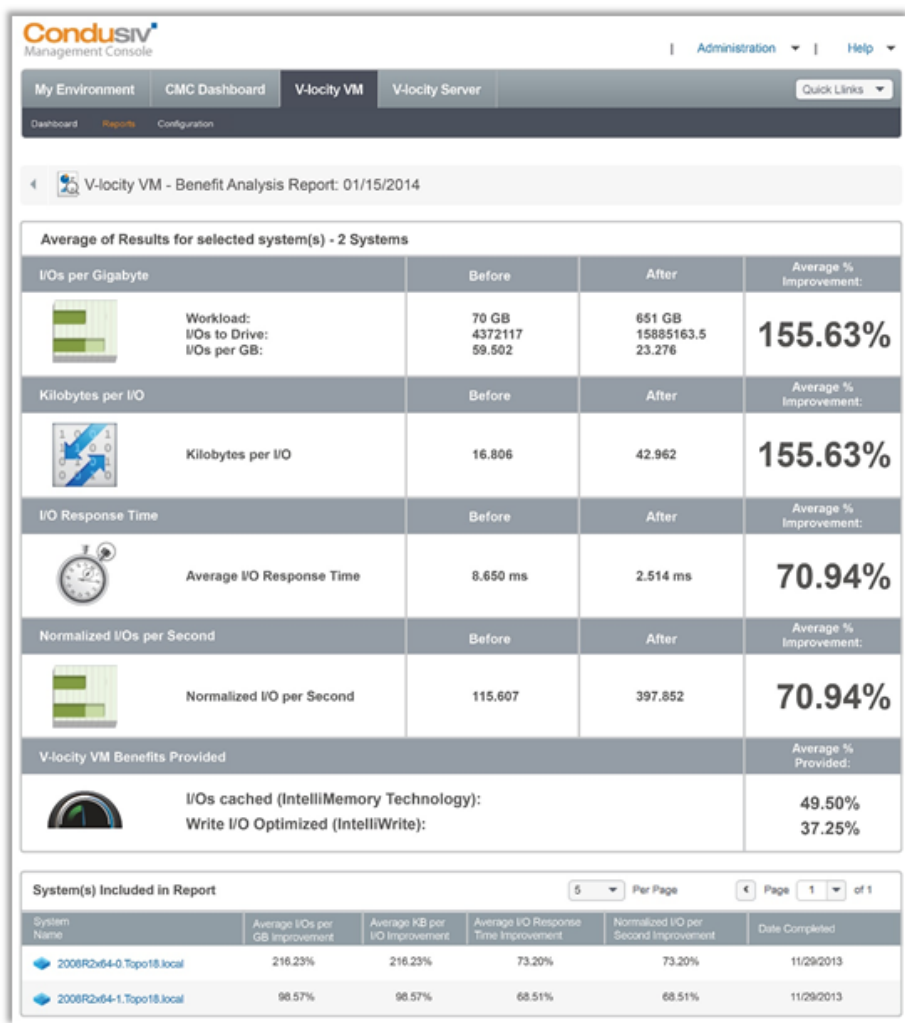 Condusiv
Management Console
| Administration | Help
My Environment CMC Dashboard V-locity VM V-locity Server Quick Llinks
Dashboard Reports Configuration
V-locity VM - Benefit Analysis Report: 01/15/2014
Average of Results for selected system(s) - 2 Systems
I/Os per Gigabyte Before After Average % Improvement:
Workload: 70 GB 651 GB
I/Os to Drive: 4372117 15885163.5
I/Os per GB: 59.502 23.276
155.63%
Kilobytes per I/O Before After Average % Improvement:
Kilobytes per I/O 16.806 42.962 155.63%
I/O Response Time Before After Average % Improvement:
Average I/O Response Time 8.650 ms 2.514 ms 70.94%
Normalized I/Os per Second Before After Average % Improvement:
Normalized I/O per Second 115.607 397.852 70.94%
V-locity VM Benefits Provided Average % Provided:
I/Os cached (IntelliMemory Technology): 49.50%
Write I/O Optimized (IntelliWrite): 37.25%
System(s) Included in Report 5 Per Page Page 1 of 1
System Name Average I/Os per GB Improvement Average KB per I/O Improvement Average I/O Response Time Improvement Normalized I/O per Second Improvement Date Completed
2008R2x64-0.Topo18.local 216.23% 216.23% 73.20% 73.20% 11/29/2013
2008R2x64-1.Topo18.local 98.57% 98.57% 68.51% 68.51% 11/29/2013